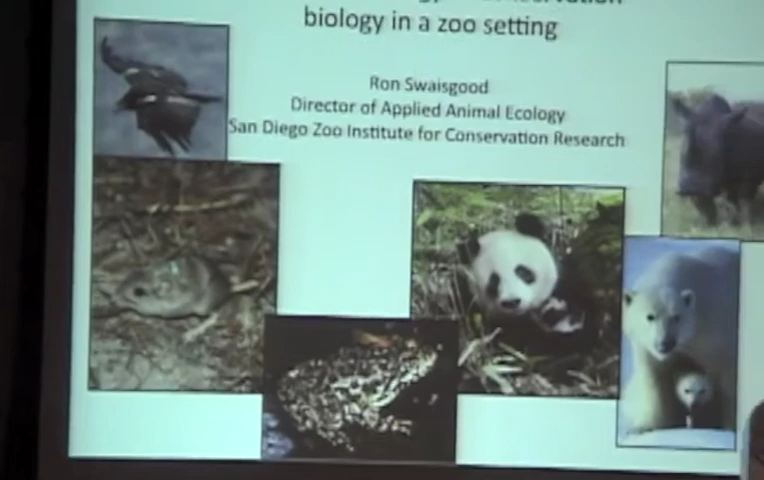 biology in a zoo setting
Ron Swaisgood
Director of Applied Animal Ecology
San Diego Zoo Institute for Conservation Research